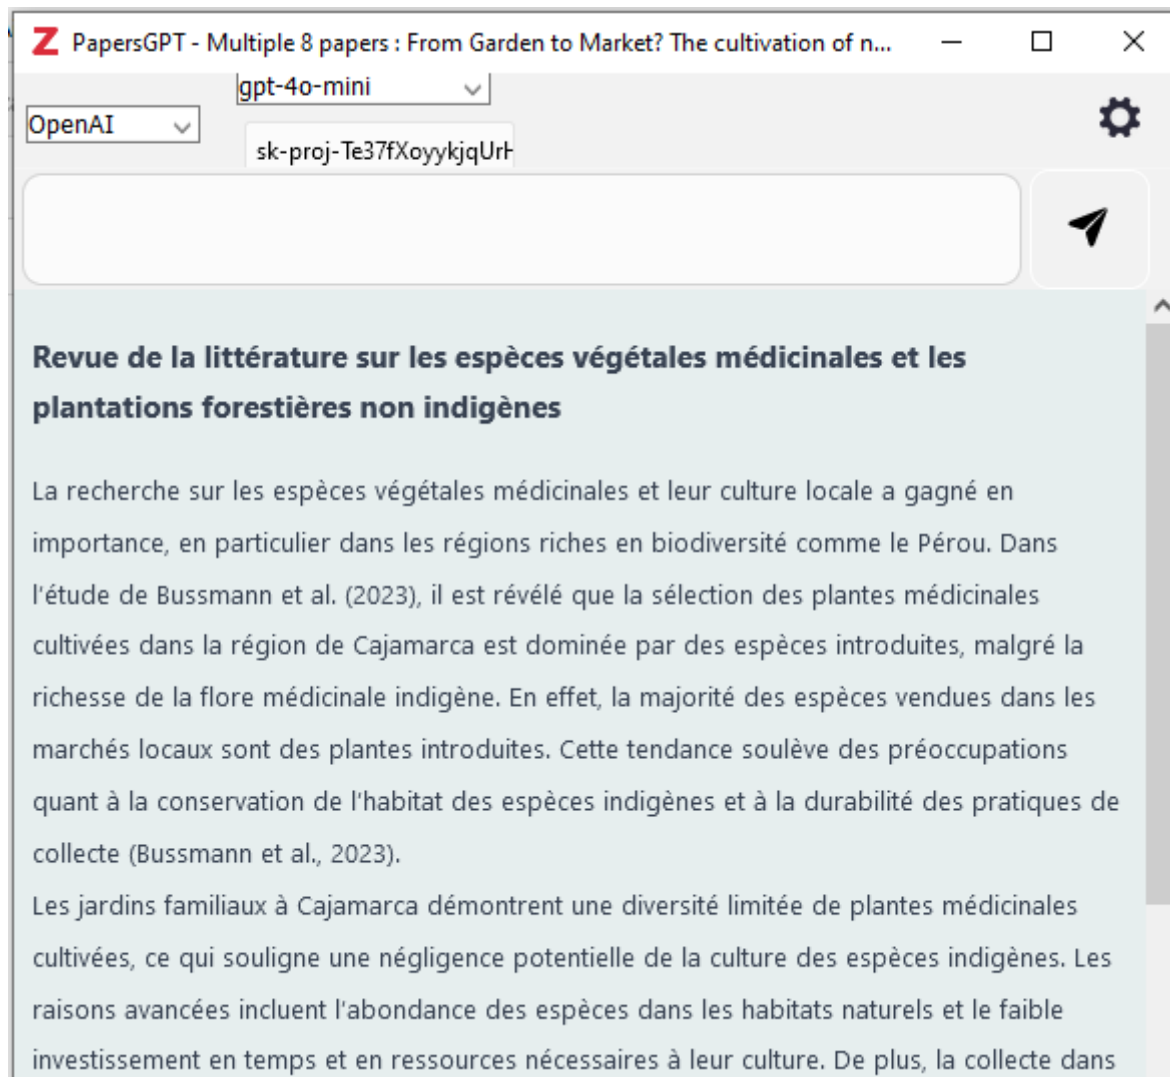 Z PapersGPT - Multiple 8 papers : From Garden to Market? The cultivation of n...
gpt-4o-mini
OpenAI
sk-proj-Te37fXoyykjqUrH
Revue de la littérature sur les espèces végétales médicinales et les
plantations forestières non indigènes
La recherche sur les espèces végétales médicinales et leur culture locale a gagné en
importance, en particulier dans les régions riches en biodiversité comme le Pérou. Dans
l'étude de Bussmann et al. (2023), il est révélé que la sélection des plantes médicinales
cultivées dans la région de Cajamarca est dominée par des espèces introduites, malgré la
richesse de la flore médicinale indigène. En effet, la majorité des espèces vendues dans les
marchés locaux sont des plantes introduites. Cette tendance soulève des préoccupations
quant à la conservation de l'habitat des espèces indigènes et à la durabilité des pratiques de
collecte (Bussmann et al., 2023).
Les jardins familiaux à Cajamarca démontrent une diversité limitée de plantes médicinales
cultivées, ce qui souligne une négligence potentielle de la culture des espèces indigènes. Les
raisons avancées incluent l'abondance des espèces dans les habitats naturels et le faible
investissement en temps et en ressources nécessaires à leur culture. De plus, la collecte dans